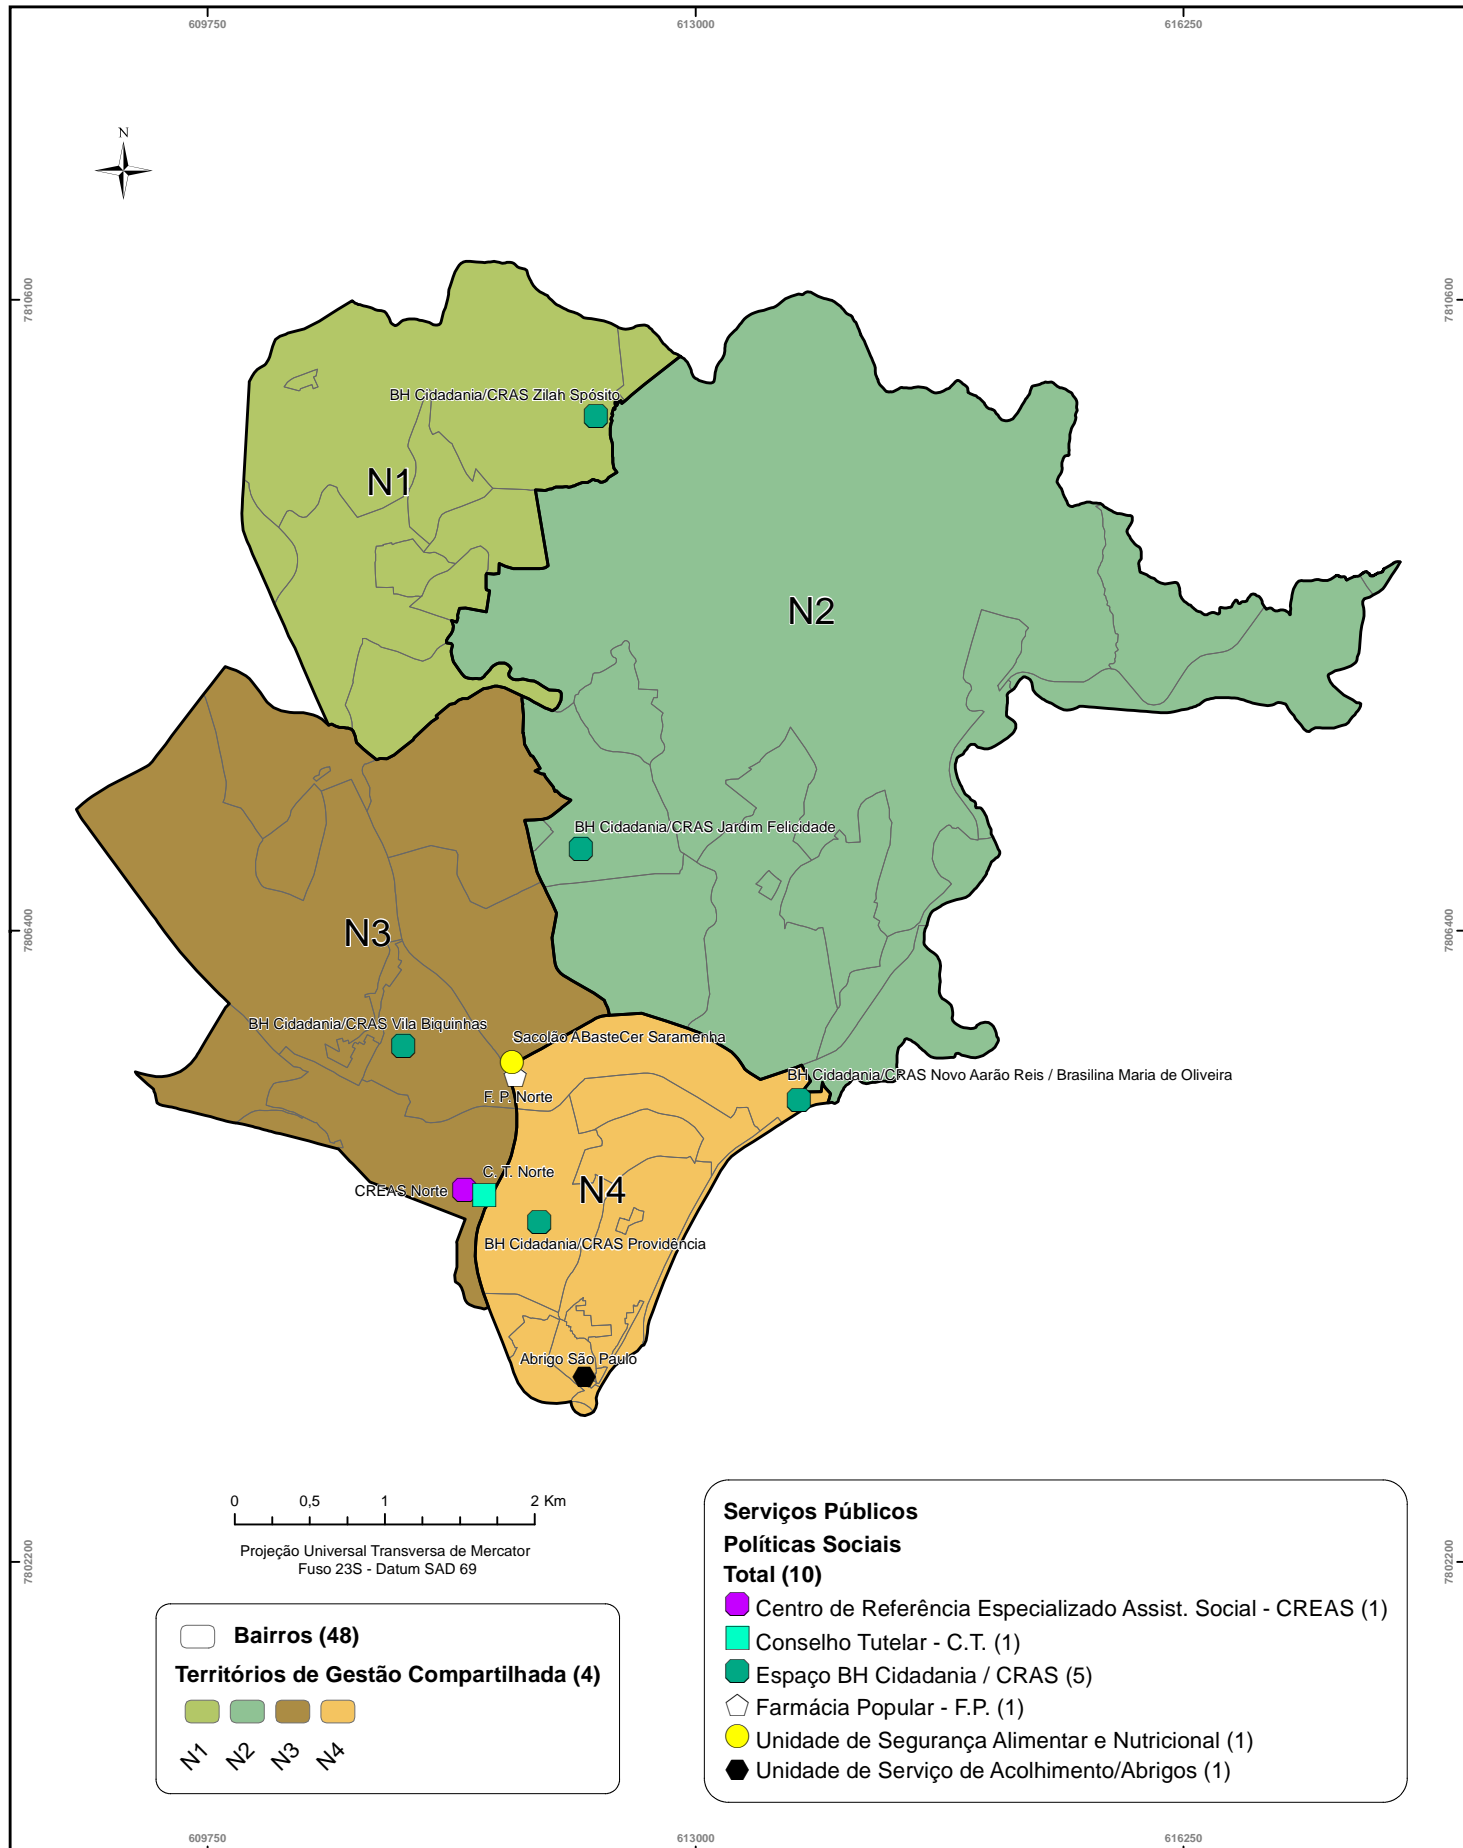 609750
613000
616250
N
7810600
7810600
BH Cidadania/CRAS Zilah Spósito
N1
N2
BH Cidadania/CRAS Jardim Felicidade
N3
7806400
7806400
BH Cidadania/CRAS Vila Biquinhas
Sacolão ABasteCer Saramenha
BH Cidadania/CRAS Novo Aarão Reis / Brasilina Maria de Oliveira
F. P. Norte
C. T. Norte
CREAS Norte
N4
BH Cidadania/CRAS Providência
Abrigo São Paulo
0 0,5 1 2 Km
Projeção Universal Transversa de Mercator
Fuso 23S - Datum SAD 69
7802200
7802200
Bairros (48)
Territórios de Gestão Compartilhada (4)
N1 N2 N3 N4
Serviços Públicos
Políticas Sociais
Total (10)
Centro de Referência Especializado Assist. Social - CREAS (1)
Conselho Tutelar - C.T. (1)
Espaço BH Cidadania / CRAS (5)
Farmácia Popular - F.P. (1)
Unidade de Segurança Alimentar e Nutricional (1)
Unidade de Serviço de Acolhimento/Abrigos (1)
609750
613000
616250